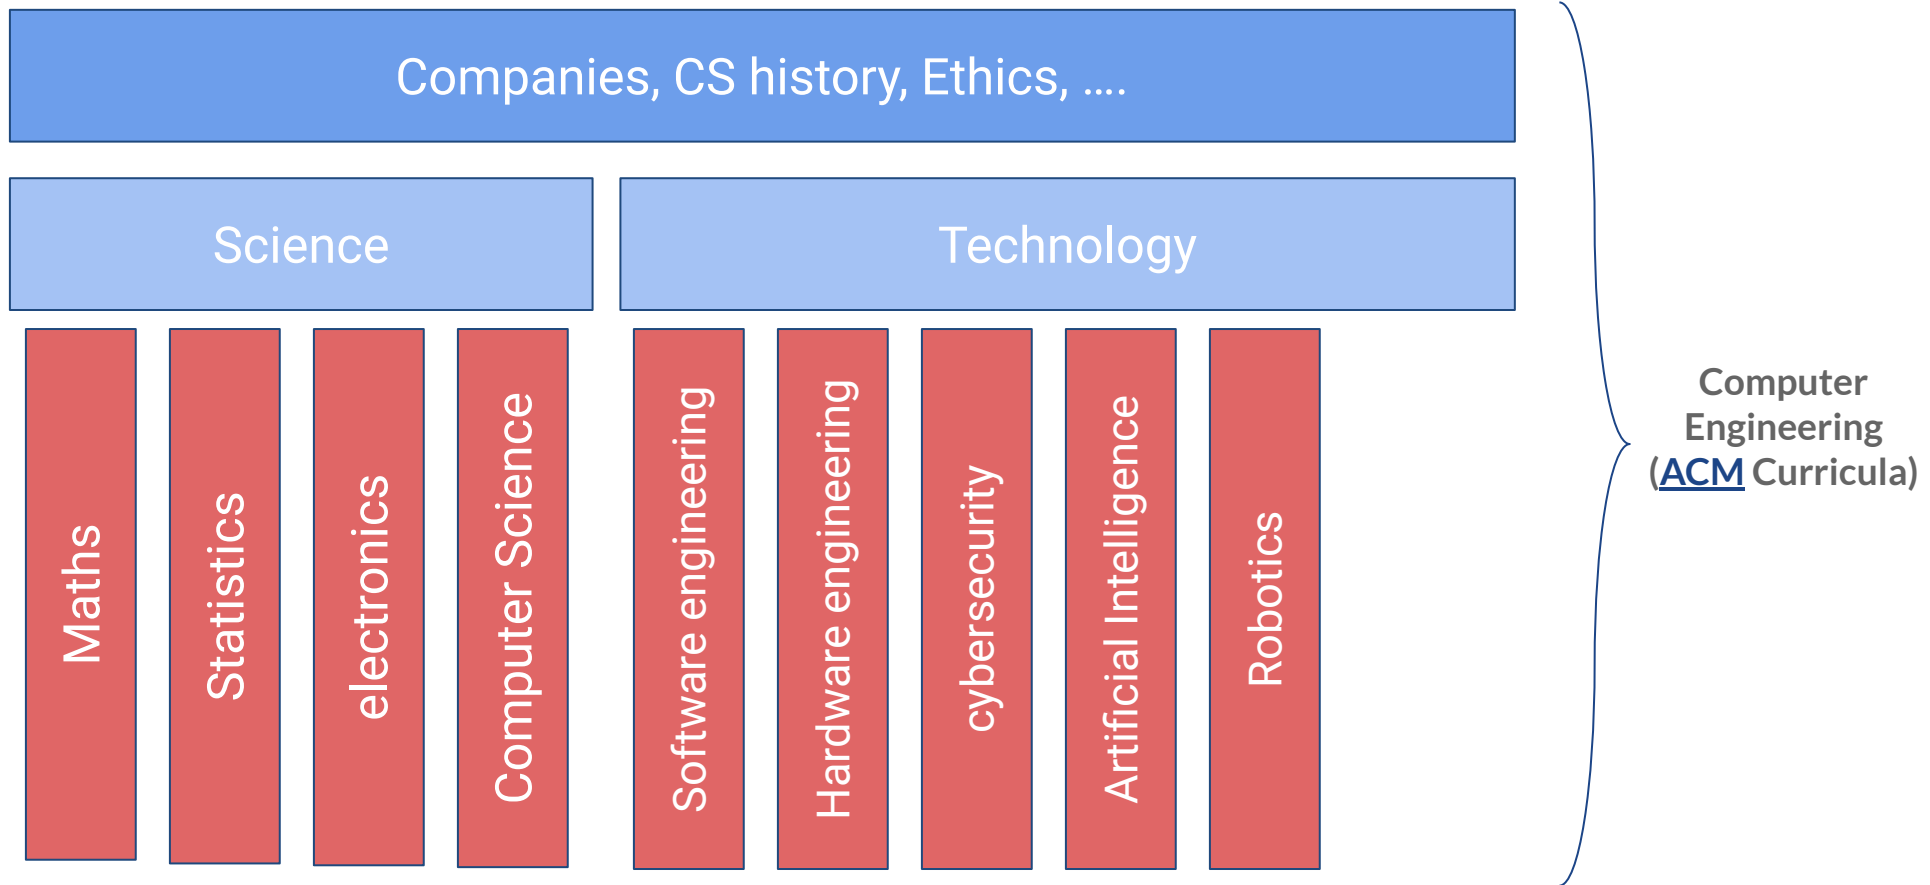 Companies, CS history, Ethics, ....
Science
Technology
Maths
Statistics
electronics
Computer Science
Software engineering
Hardware engineering
cybersecurity
Artificial Intelligence
Robotics
Computer
Engineering
(ACM Curricula)